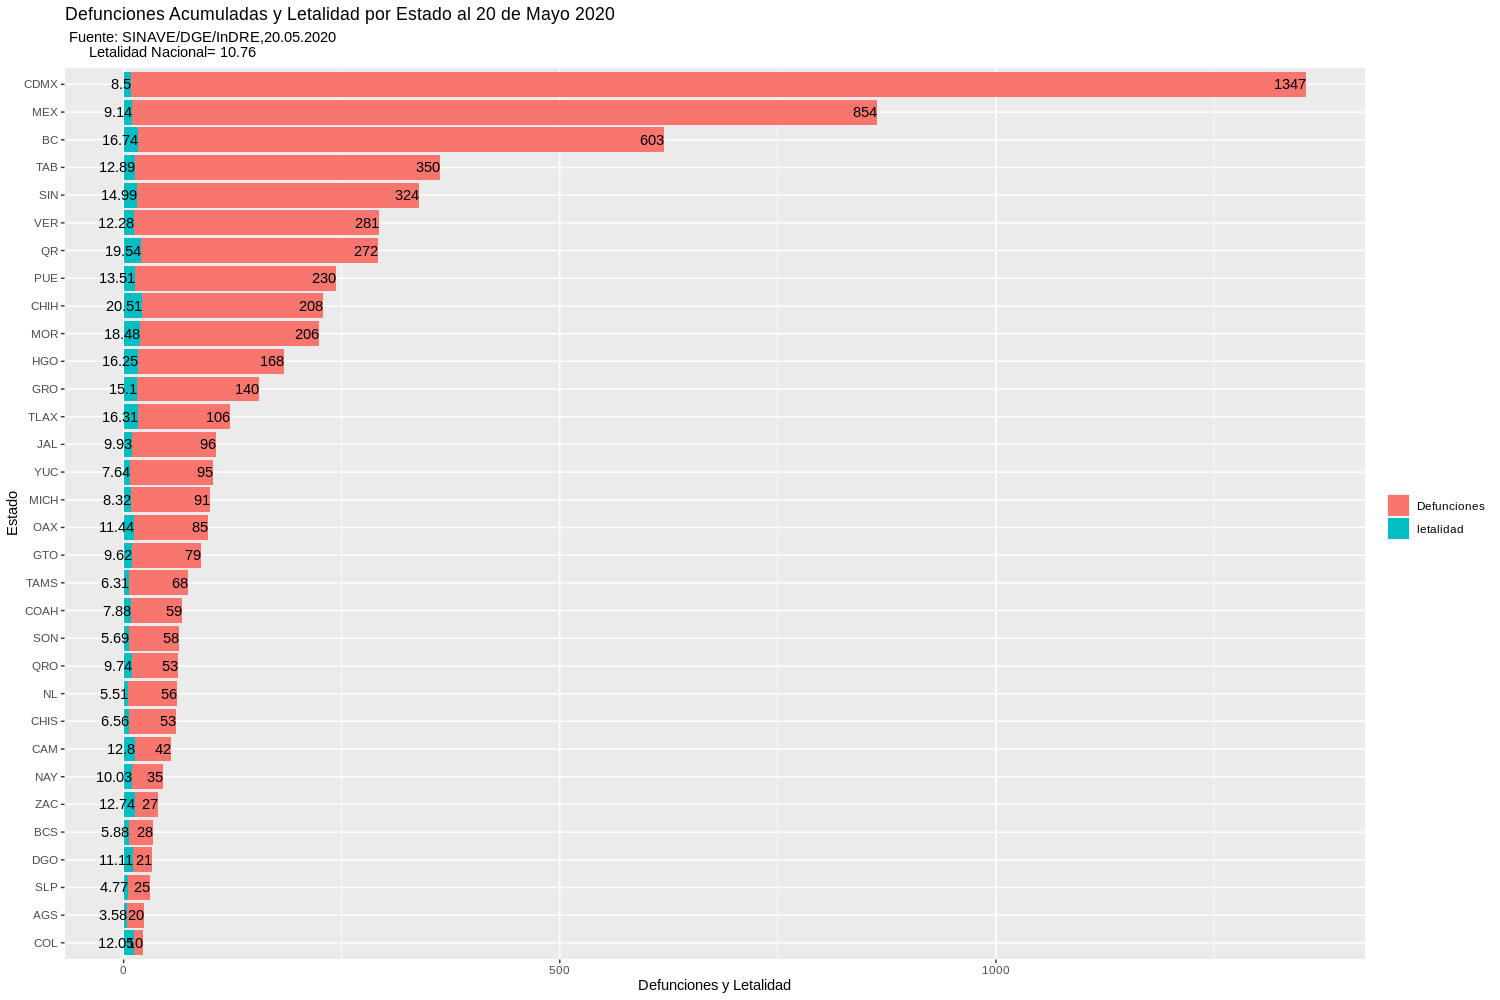 Defunciones Acumuladas y Letalidad por Estado al 20 de Mayo 2020
Fuente: SINAVE/DGE/InDRE,20.05.2020
Letalidad Nacional= 10.76
CDMX 8.5 1347
MEX 9.14 854
BC 16.74 603
TAB 12.89 350
SIN 14.99 324
VER 12.28 281
QR 19.54 272
PUE 13.51 230
CHIH 20.51 208
MOR 18.48 206
HGO 16.25 168
GRO 15.1 140
TLAX 16.31 106
JAL 9.93 96
YUC 7.64 95
MICH 8.32 91
OAX 11.44 85
GTO 9.62 79
TAMS 6.31 68
COAH 7.88 59
SON 5.69 58
QRO 9.74 53
NL 5.51 56
CHIS 6.56 53
CAM 12.8 42
NAY 10.03 35
ZAC 12.74 27
BCS 5.88 28
DGO 11.11 21
SLP 4.77 25
AGS 3.58 20
COL 12.05 10
0 500 1000
Defunciones y Letalidad
Estado
Defunciones
letalidad